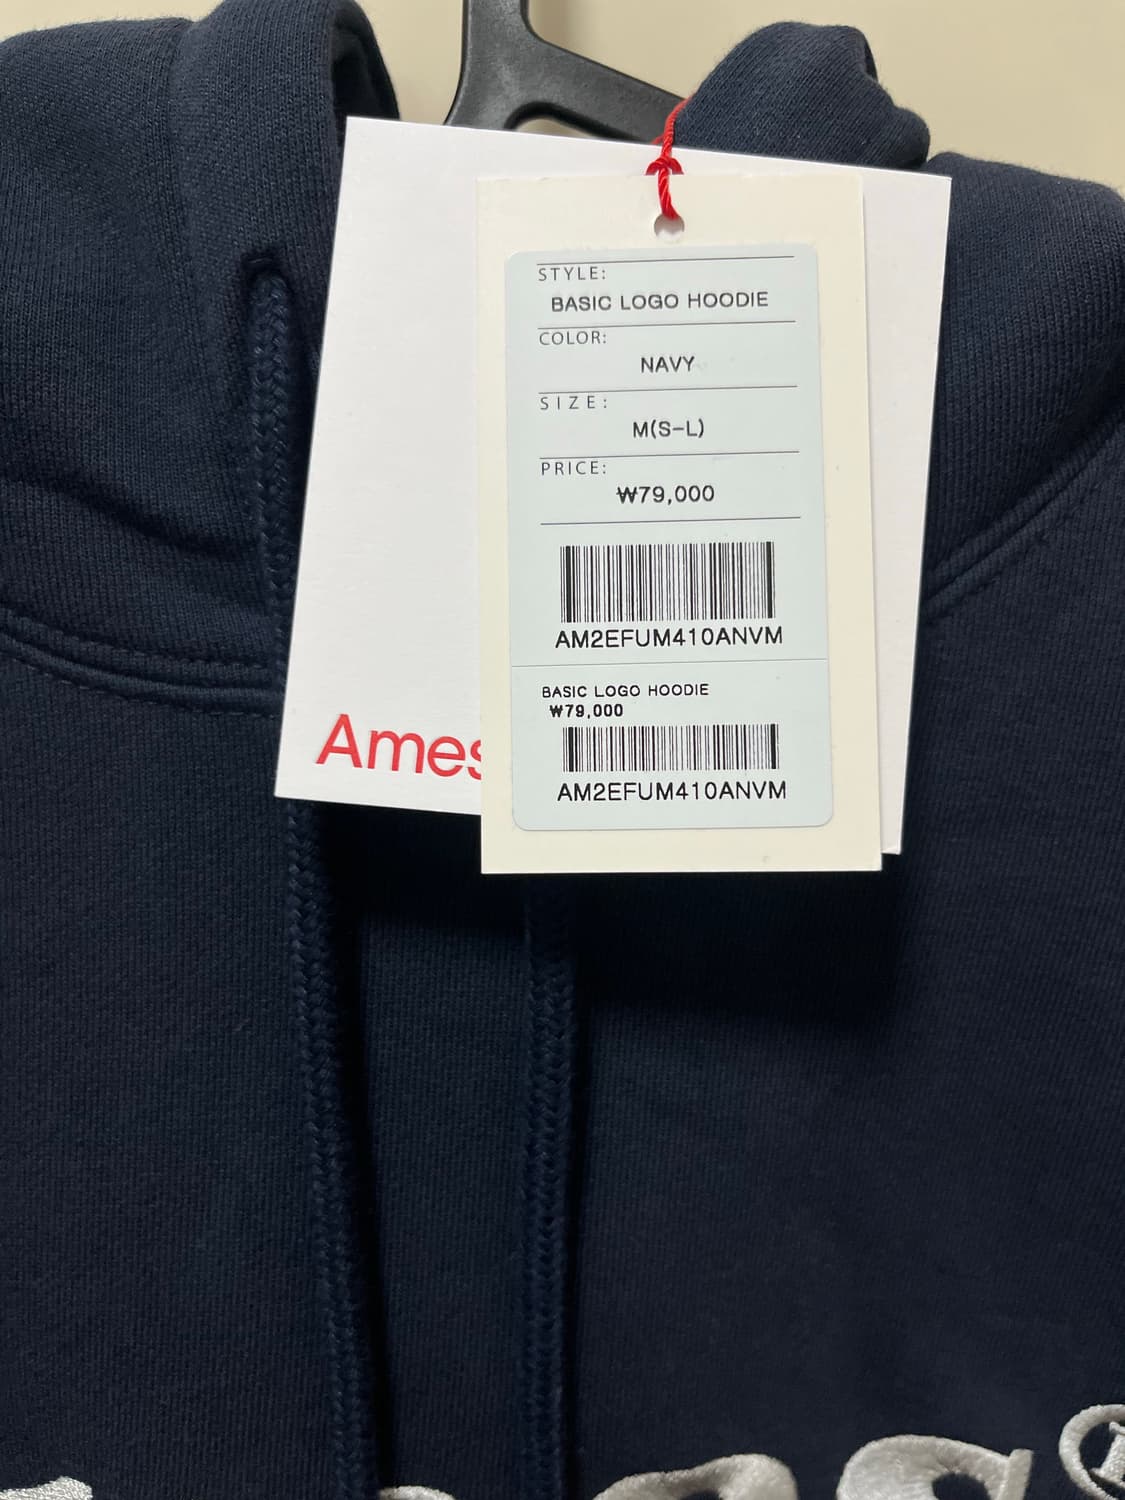 STYLE:
BASIC LOGO HOODIE
COLOR:
NAVY
SIZE:
M(S-L)
PRICE:
₩79,000
AM2EFUM410ANVM
BASIC LOGO HOODIE
₩79,000
AM2EFUM410ANVM
Ames